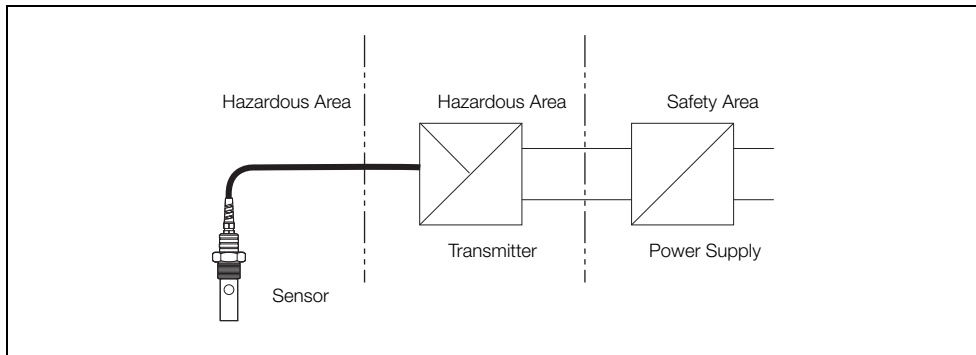 Hazardous Area
Hazardous Area
Safety Area
Transmitter
Power Supply
Sensor